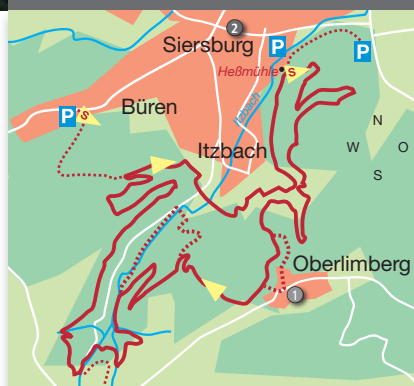 2
Siersburg
P
P
Heßmühle
S
Itzbach
Büren
P
S
Itzbach
N
W O
S
Oberlimberg
1